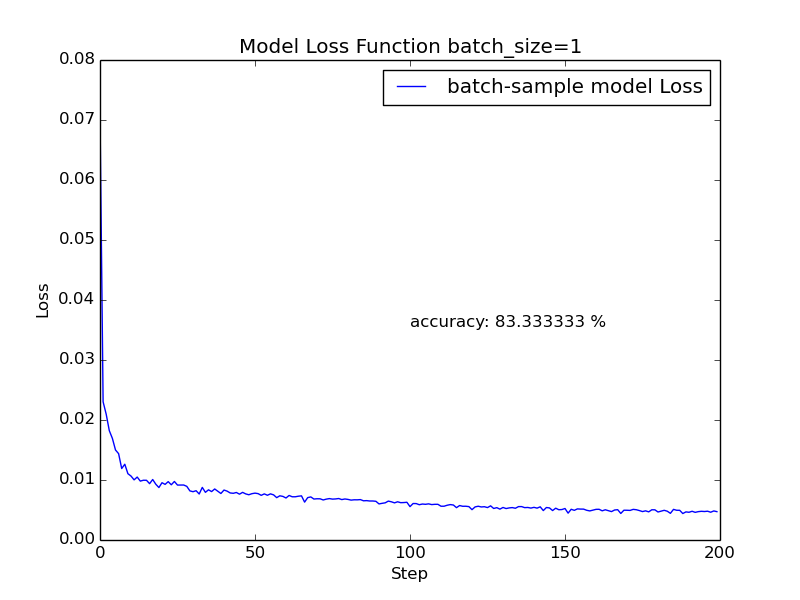 Model Loss Function batch_size=1
batch-sample model Loss
0.08
0.07
0.06
0.05
0.04
0.03
0.02
0.01
0.00
Loss
accuracy: 83.333333 %
0
50
100
150
200
Step